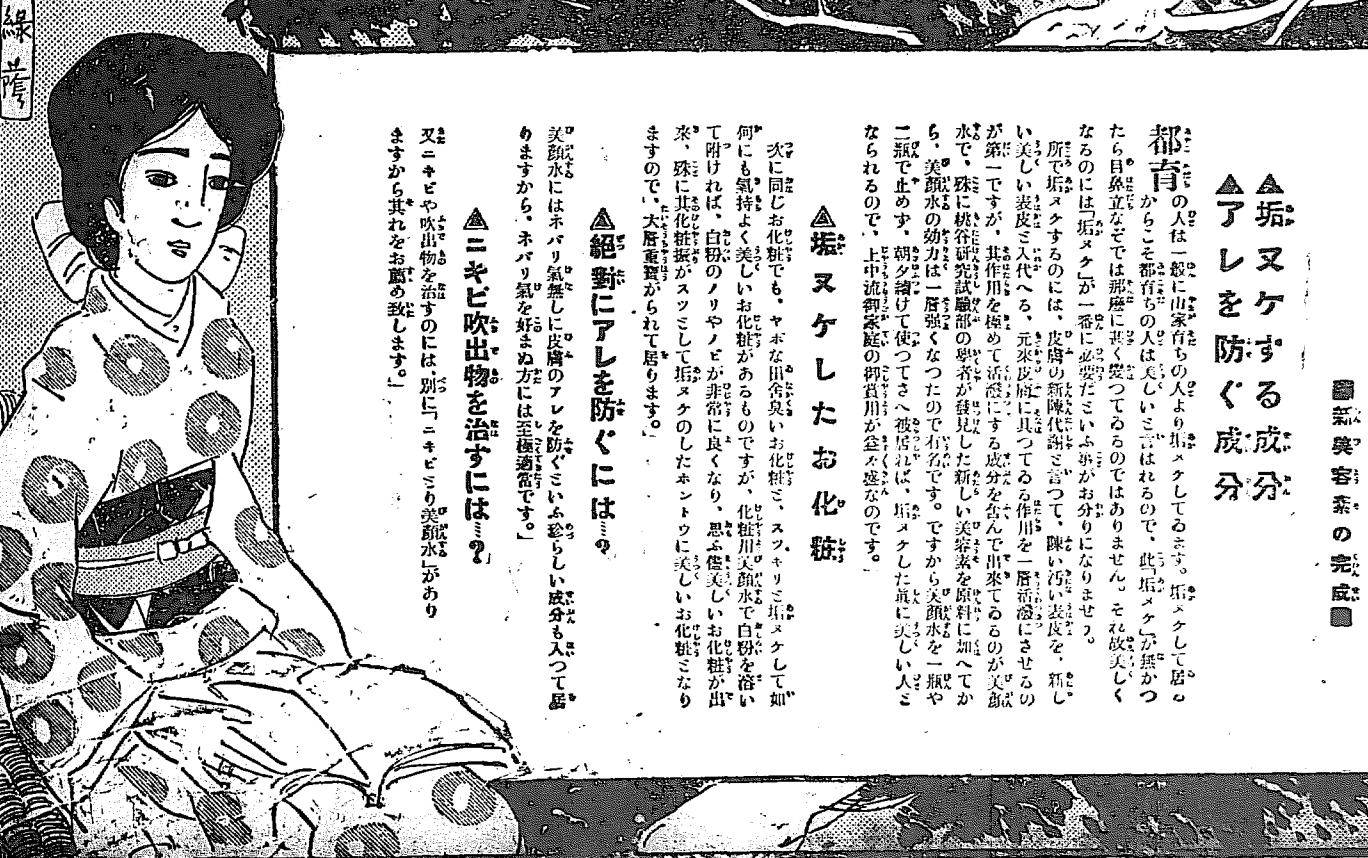 ■新美容素の完成■
▲垢ヌケする成分
▲アレを防ぐ成分
都育の人は一般に山家育ちの人より垢ヌケしてゐます。垢ヌケして居る
からこそ都育ちの人は美しいと言はれるので、此「垢ヌケ」が無かつ
たら目鼻立なぞでは那麼に甚く變つてゐるのではありません。それ故美しく
なるのには「垢ヌケ」が一番に必要だといふ事がお分りになりませう。
所で垢ヌケするのには、皮膚の新陳代謝と言つて、陳い汚い表皮を、新し
い美しい表皮と入代へる、元來皮膚に具つてゐる作用を一層活潑にさせるの
が第一ですが、其作用を極めて活潑にする成分を含んで出來てゐるのが美顔
水で、殊に桃谷研究試驗部の學者が發見した新しい美容素を原料に加へてか
ら、美顔水の効力は一層強くなつたので有名です。ですから美顔水を一瓶や
二瓶で止めず、朝夕續けて使つてさへ被居れば、垢ヌケした眞に美しい人と
なられるので、上中流御家庭の御賞用が益々盛なのです。
▲垢ヌケしたお化粧
次に同じお化粧でも、ヤボな田舍臭いお化粧と、スツキリと垢ヌケして如
何にも氣持よく美しいお化粧があるものですが、化粧用美顔水で白粉を溶い
て附ければ、白粉のノリやノビが非常に良くなり、思ふ儘美しいお化粧が出
來、殊に其化粧振がスツとして垢ヌケのしたホントウに美しいお化粧となり
ますので、大層重寶がられて居ります。
▲絕對にアレを防ぐには…?
美顔水にはネバリ氣無しに皮膚のアレを防ぐといふ珍らしい成分も入つて居
りますから、ネバリ氣を好まぬ方には至極適當です。
▲ニキビ吹出物を治すには…?
又ニキビや吹出物を治すのには、別に「ニキビとり美顔水」があり
ますから其れをお薦め致します。
綠蔭